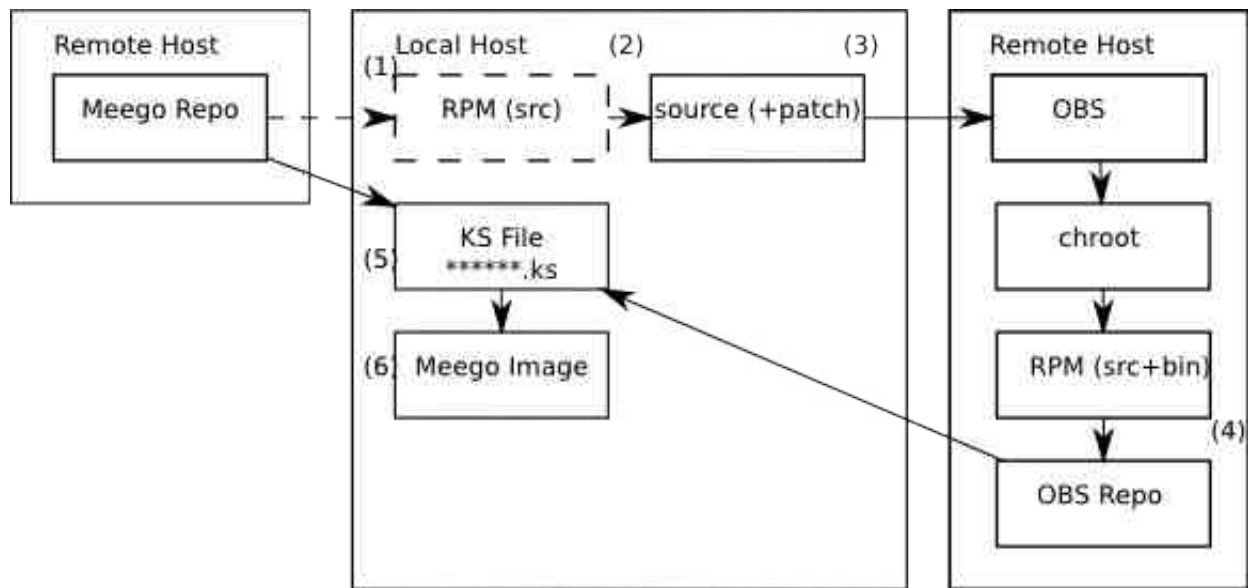 Remote Host
Meego Repo
Local Host
(1)
RPM (src)
(2)
source (+patch)
(3)
KS File
******.ks
(5)
Meego Image
(6)
Remote Host
OBS
chroot
RPM (src+bin)
(4)
OBS Repo